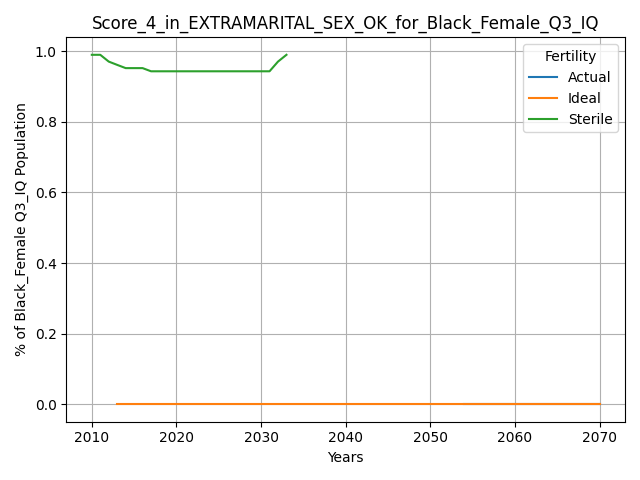 Score_4_in_EXTRAMARITAL_SEX_OK_for_Black_Female_Q3_IQ
% of Black_Female Q3_IQ Population
1.0
0.8
0.6
0.4
0.2
0.0
Fertility
Actual
Ideal
Sterile
2010 2020 2030 2040 2050 2060 2070
Years